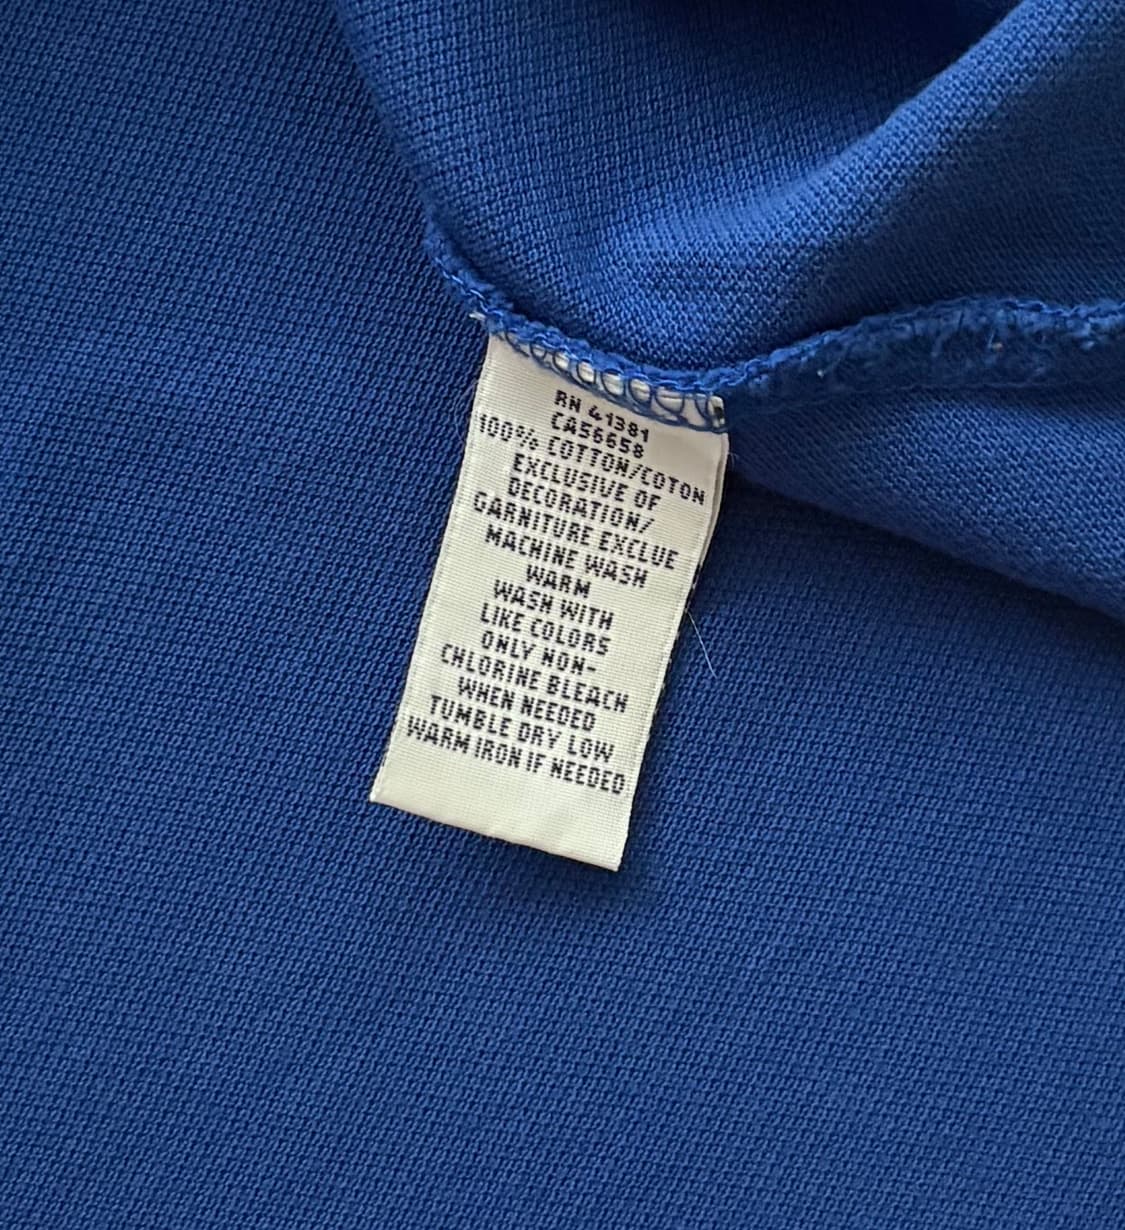 RN 41381
CA56658
100% COTTON/COTON
EXCLUSIVE OF
DECORATION/
GARNITURE EXCLUE
MACHINE WASH
WARM
WASH WITH
LIKE COLORS
ONLY NON-
CHLORINE BLEACH
WHEN NEEDED
TUMBLE DRY LOW
WARM IRON IF NEEDED